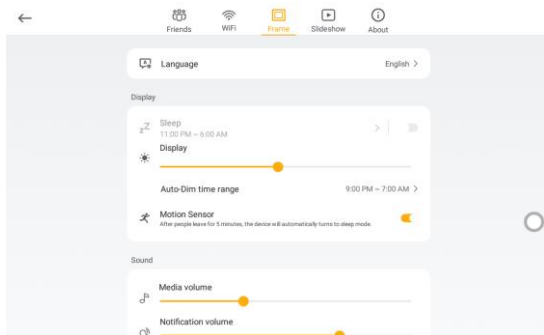 Friends
WiFi
Frame
Slideshow
About
Language
English >
Display
Sleep
11:00 PM ~ 6:00 AM
Display
Auto-Dim time range
9:00 PM ~ 7:00 AM >
Motion Sensor
After people leave for 5 minutes, the device will automatically turns to sleep mode.
Sound
Media volume
Notification volume